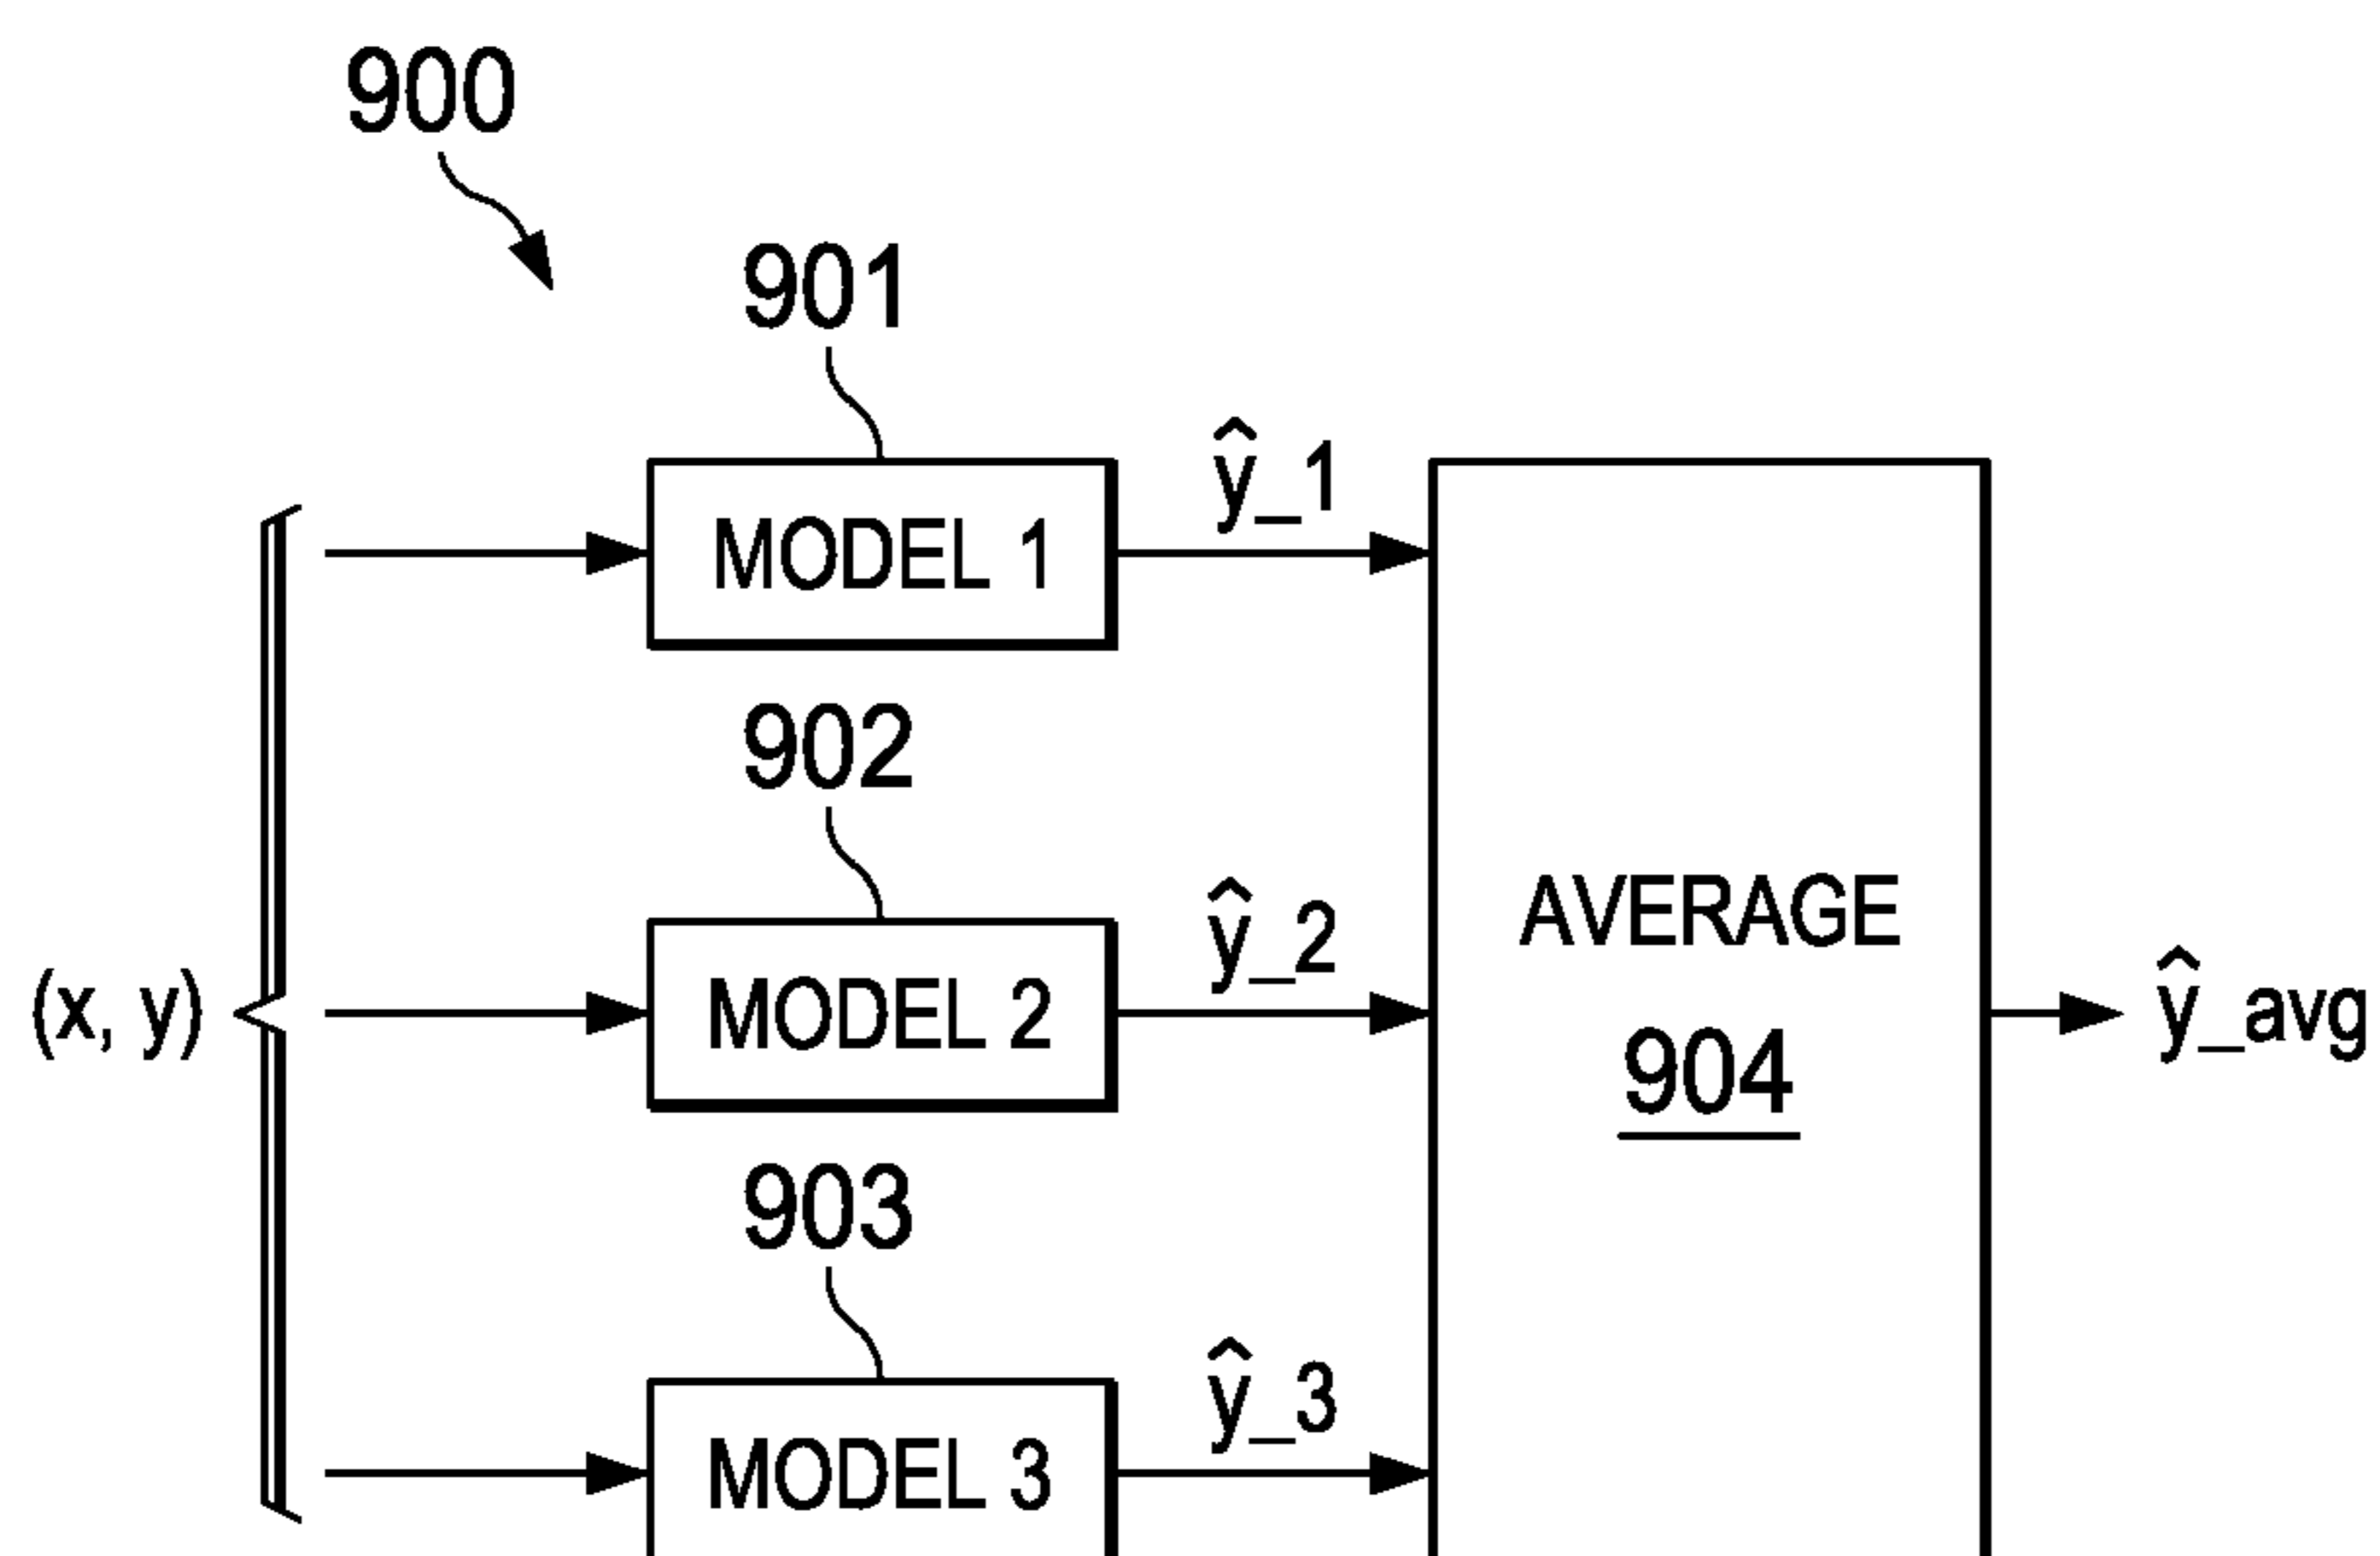 900
901
MODEL 1
ŷ_1
902
MODEL 2
ŷ_2
(x, y)
AVERAGE
904
ŷ_avg
903
MODEL 3
ŷ_3